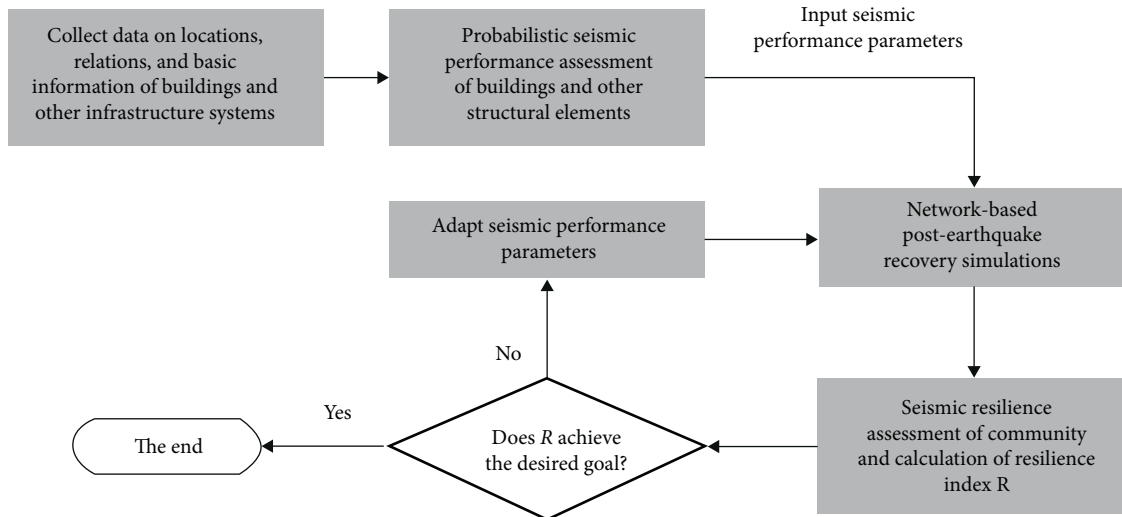 Collect data on locations,
relations, and basic
information of buildings and
other infrastructure systems
Probabilistic seismic
performance assessment
of buildings and other
structural elements
Input seismic
performance parameters
Network-based
post-earthquake
recovery simulations
Adapt seismic performance
parameters
No
Seismic resilience
assessment of community
and calculation of resilience
index R
Does R achieve
the desired goal?
Yes
The end